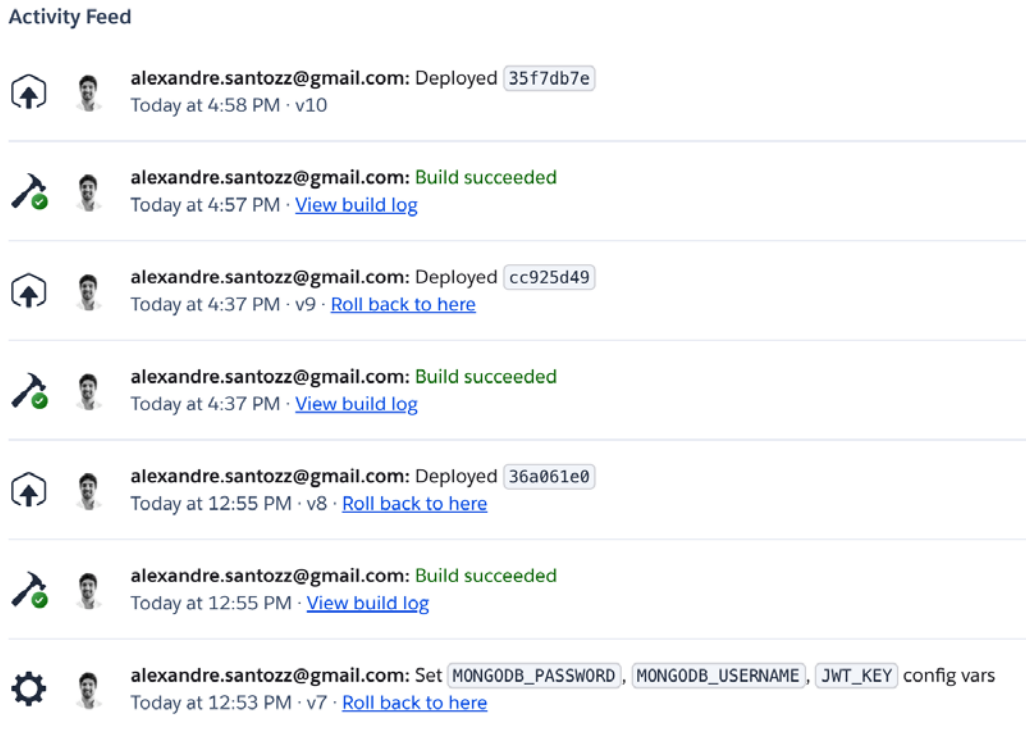 Activity Feed
alexandre.santozz@gmail.com: Deployed 35f7db7e
Today at 4:58 PM · v10
alexandre.santozz@gmail.com: Build succeeded
Today at 4:57 PM · View build log
alexandre.santozz@gmail.com: Deployed cc925d49
Today at 4:37 PM · v9 · Roll back to here
alexandre.santozz@gmail.com: Build succeeded
Today at 4:37 PM · View build log
alexandre.santozz@gmail.com: Deployed 36a061e0
Today at 12:55 PM · v8 · Roll back to here
alexandre.santozz@gmail.com: Build succeeded
Today at 12:55 PM · View build log
alexandre.santozz@gmail.com: Set MONGODB_PASSWORD, MONGODB_USERNAME, JWT_KEY config vars
Today at 12:53 PM · v7 · Roll back to here